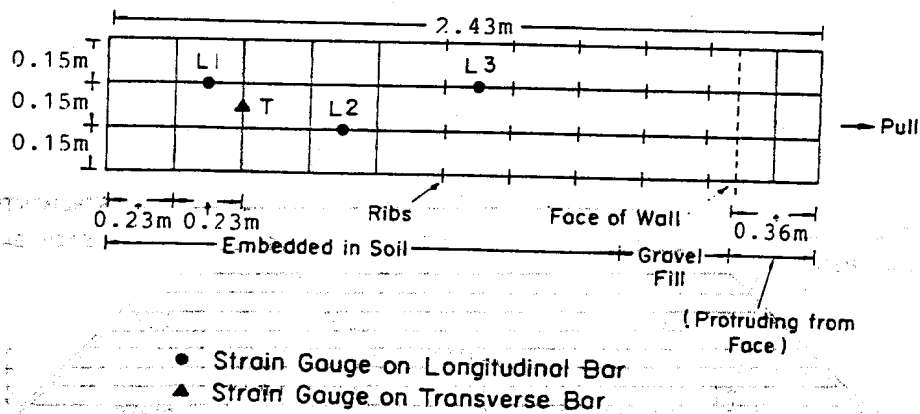 2.43m
0.15m
0.15m
0.15m
L1
T
L2
L3
Pull
Ribs
Face of Wall
0.23m 0.23m
0.36m
Embedded in Soil
Gravel
Fill
(Protruding from
Face)
● Strain Gauge on Longitudinal Bar
▲ Strain Gauge on Transverse Bar